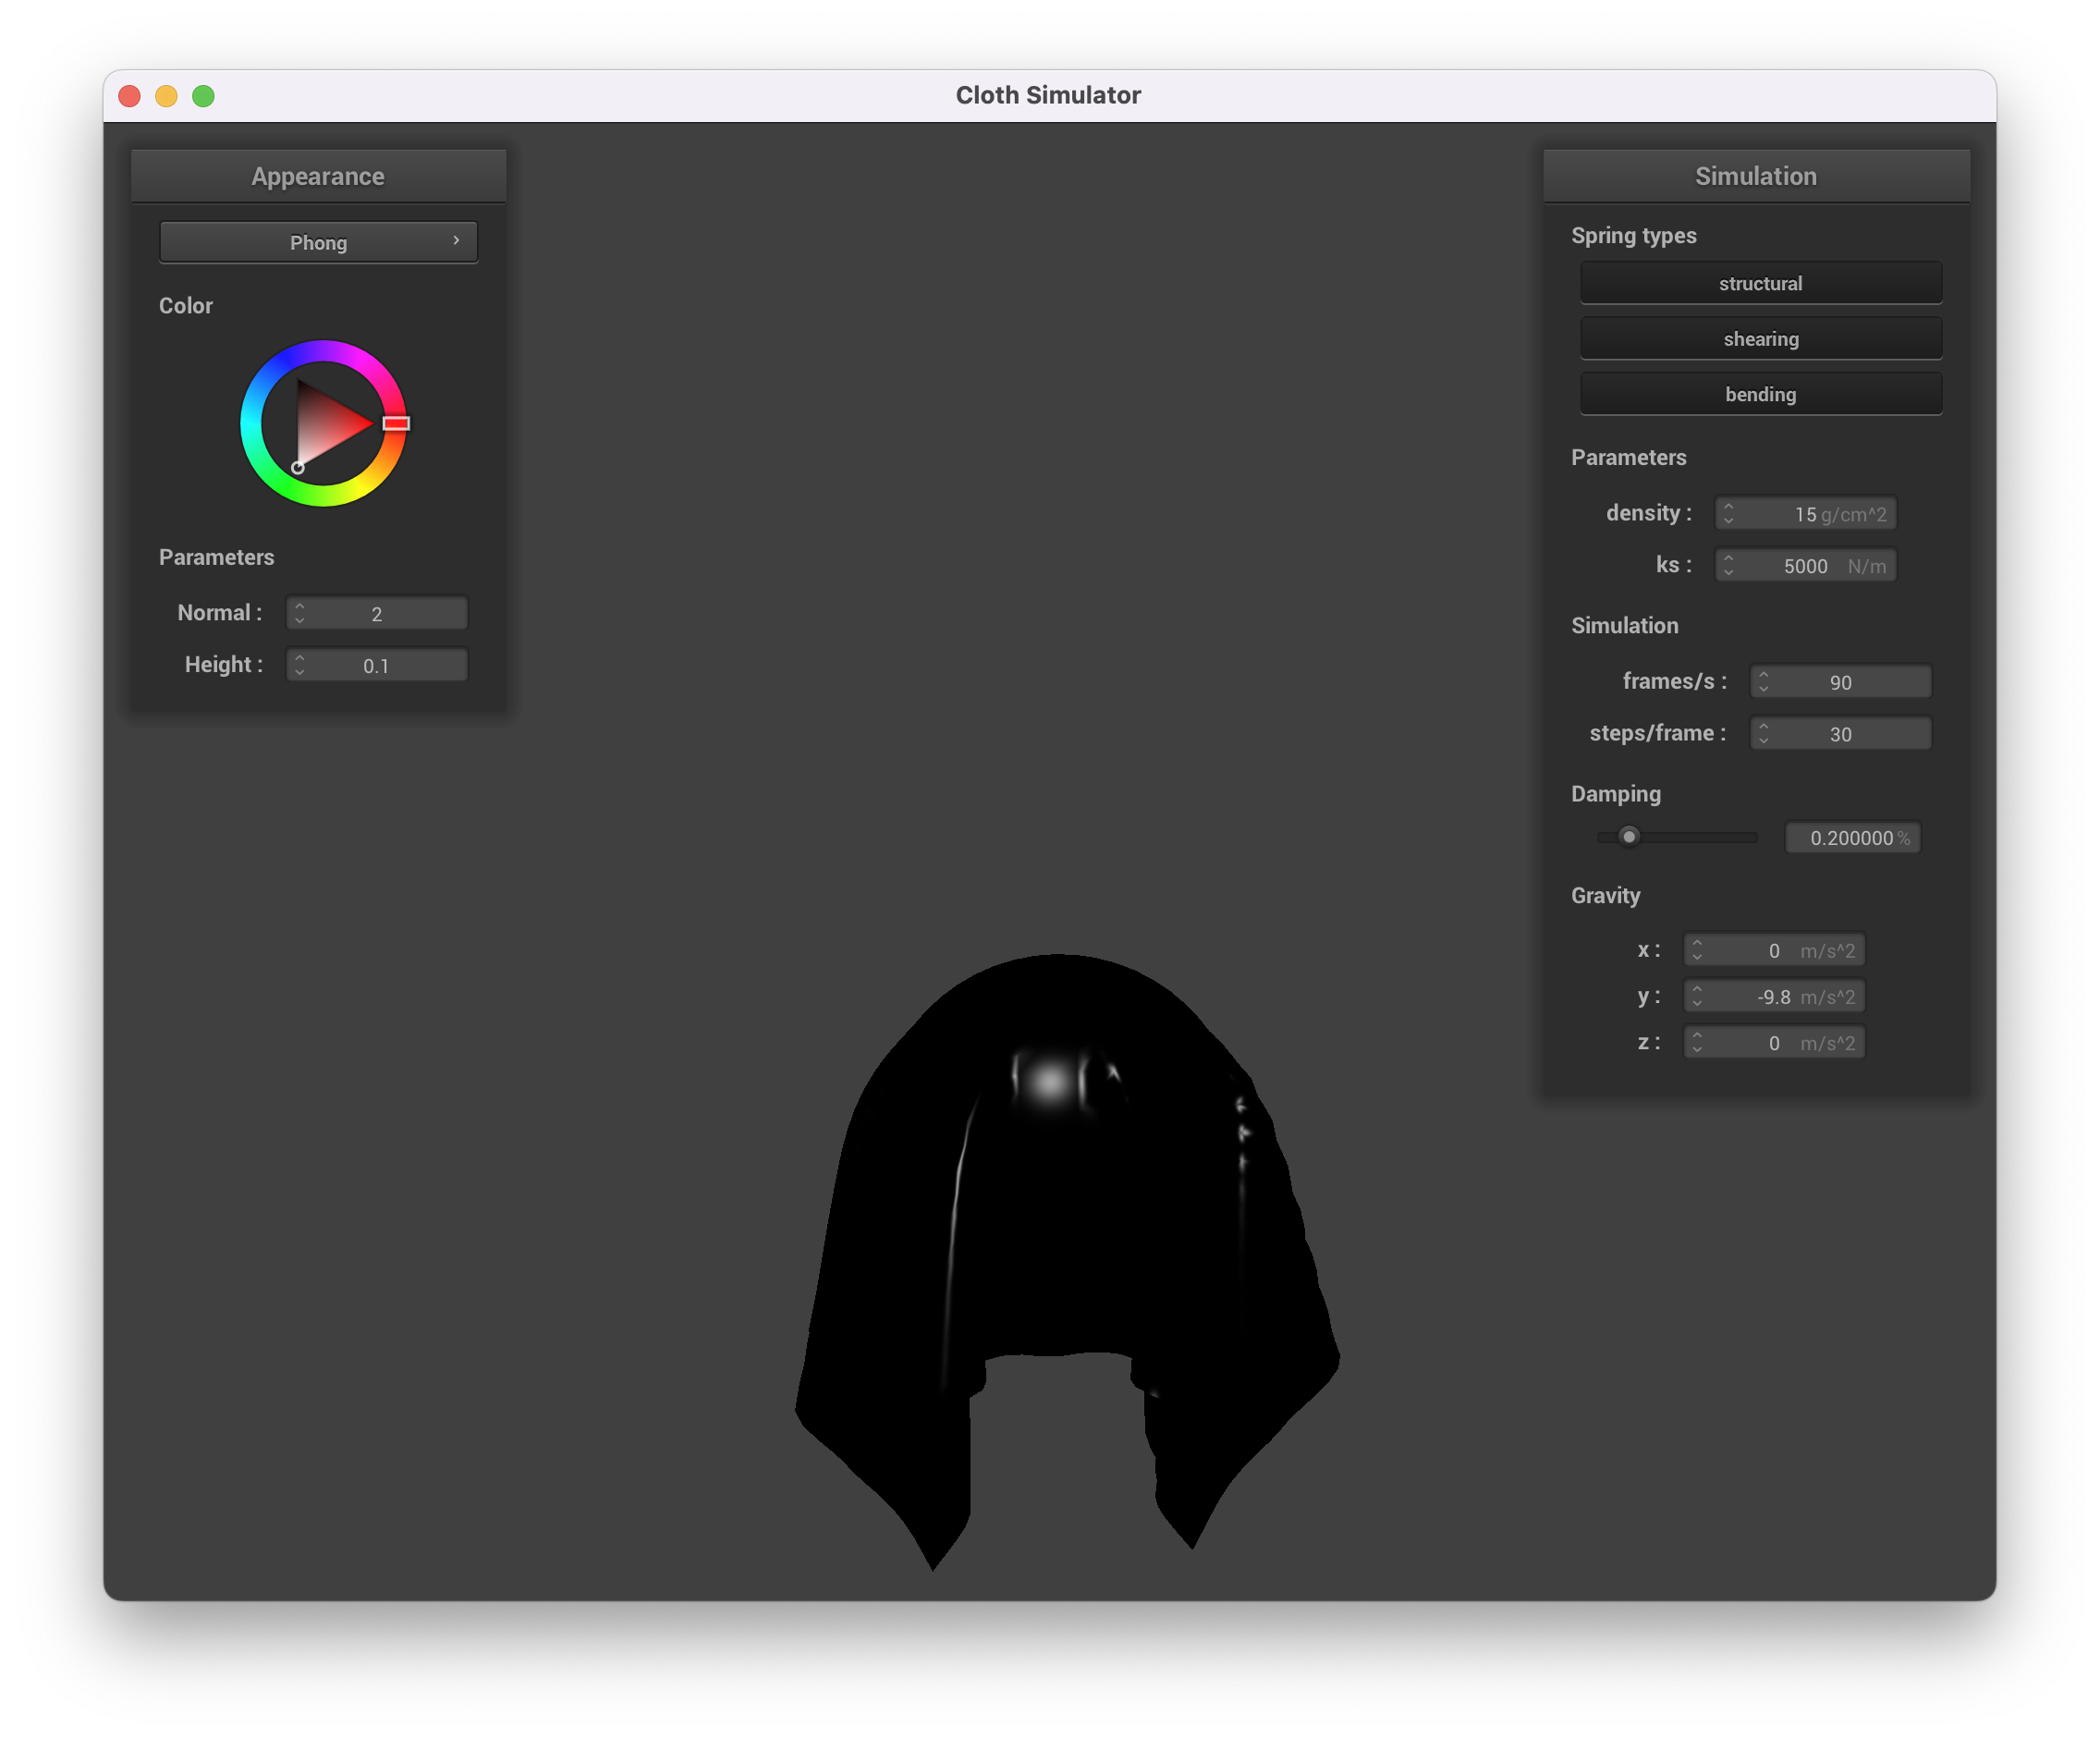 Cloth Simulator
Appearance
Phong
Color
Parameters
Normal : 2
Height : 0.1
Simulation
Spring types
structural
shearing
bending
Parameters
density : 15 g/cm^2
ks : 5000 N/m
Simulation
frames/s : 90
steps/frame : 30
Damping
0.200000 %
Gravity
x : 0 m/s^2
y : -9.8 m/s^2
z : 0 m/s^2